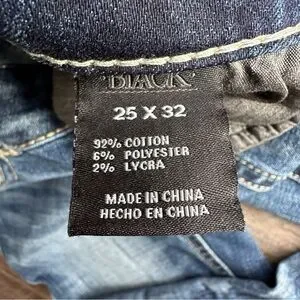 BLACK
25 X 32
92% COTTON
6% POLYESTER
2% LYCRA
MADE IN CHINA
HECHO EN CHINA